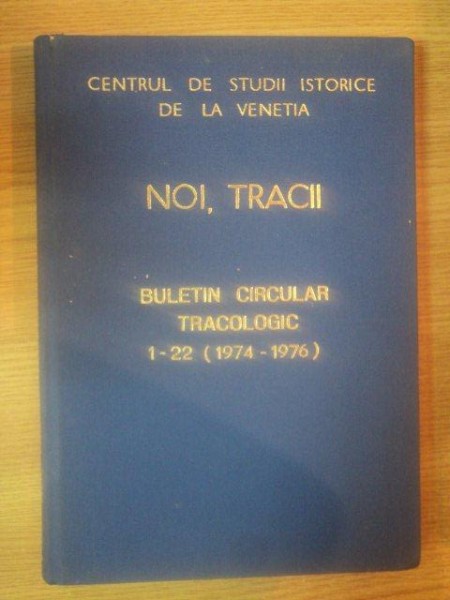 CENTRUL DE STUDII ISTORICE
DE LA VENETIA
NOI, TRACII
BULETIN CIRCULAR
TRACOLOGIC
1-22 (1974-1976)